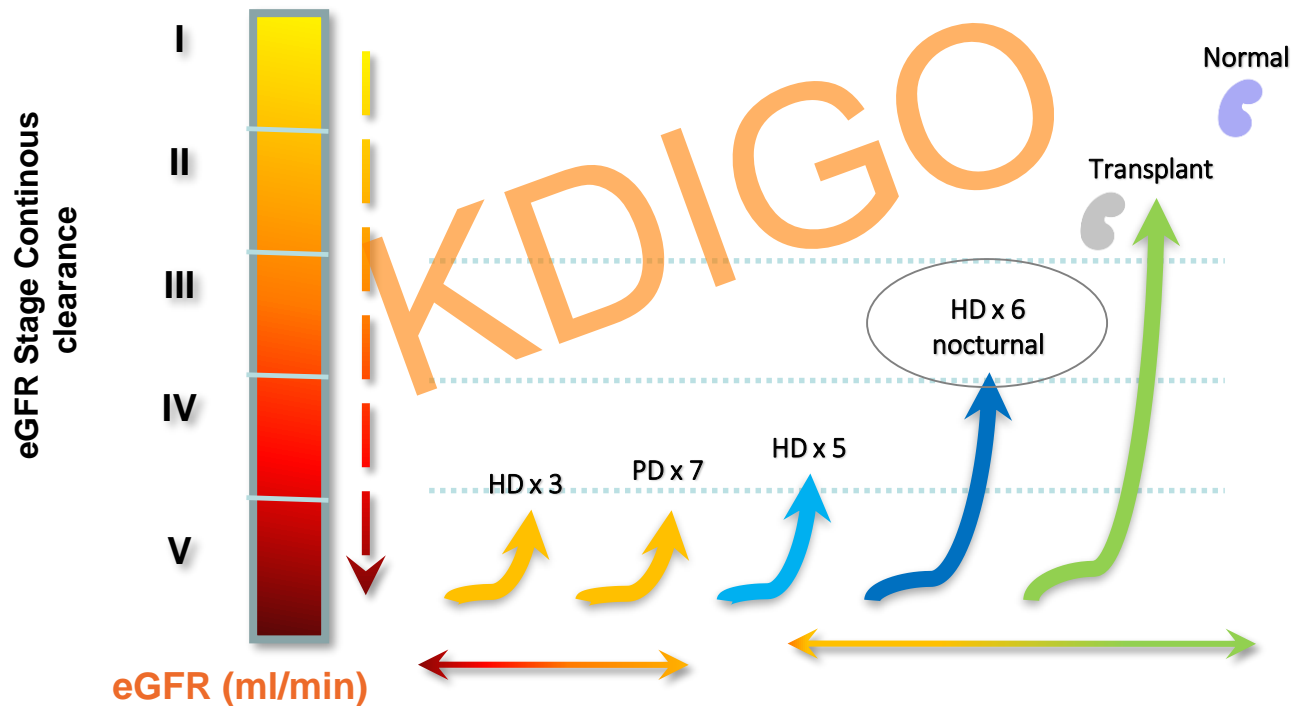 I
II
III
IV
V
eGFR Stage Continous
clearance
eGFR (ml/min)
KDIGO
HD x 3
PD x 7
HD x 5
HD x 6
nocturnal
Transplant
Normal